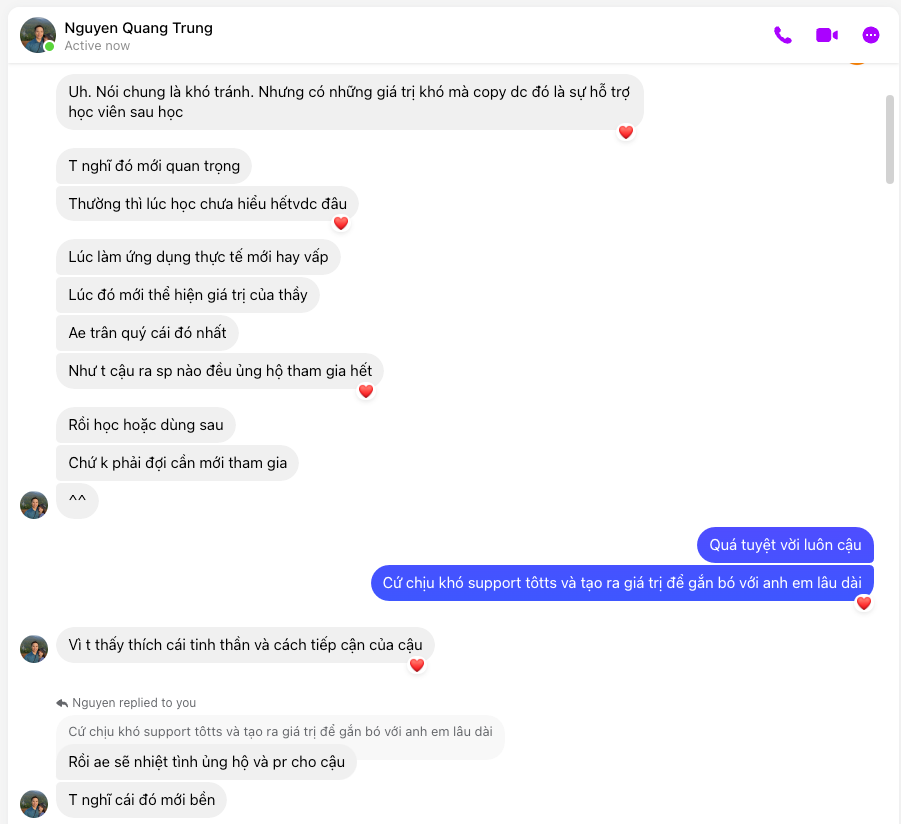 Nguyen Quang Trung
Active now
Uh. Nói chung là khó tránh. Nhưng có những giá trị khó mà copy dc đó là sự hỗ trợ
học viên sau học
T nghĩ đó mới quan trọng
Thường thì lúc học chưa hiểu hếtvdc đâu
Lúc làm ứng dụng thực tế mới hay vấp
Lúc đó mới thể hiện giá trị của thầy
Ae trân quý cái đó nhất
Như t cậu ra sp nào đều ủng hộ tham gia hết
Rồi học hoặc dùng sau
Chứ k phải đợi cần mới tham gia
^^
Quá tuyệt vời luôn cậu
Cứ chịu khó support tôtts và tạo ra giá trị để gắn bó với anh em lâu dài
Vì t thấy thích cái tinh thần và cách tiếp cận của cậu
Nguyen replied to you
Cứ chịu khó support tôtts và tạo ra giá trị để gắn bó với anh em lâu dài
Rồi ae sẽ nhiệt tình ủng hộ và pr cho cậu
T nghĩ cái đó mới bền